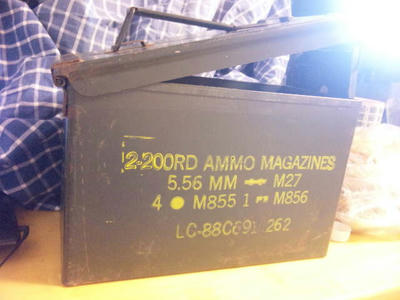 2-200RD AMMO MAGAZINES
5.56 MM M27
4 M855 1 M856
LC-88C691 262